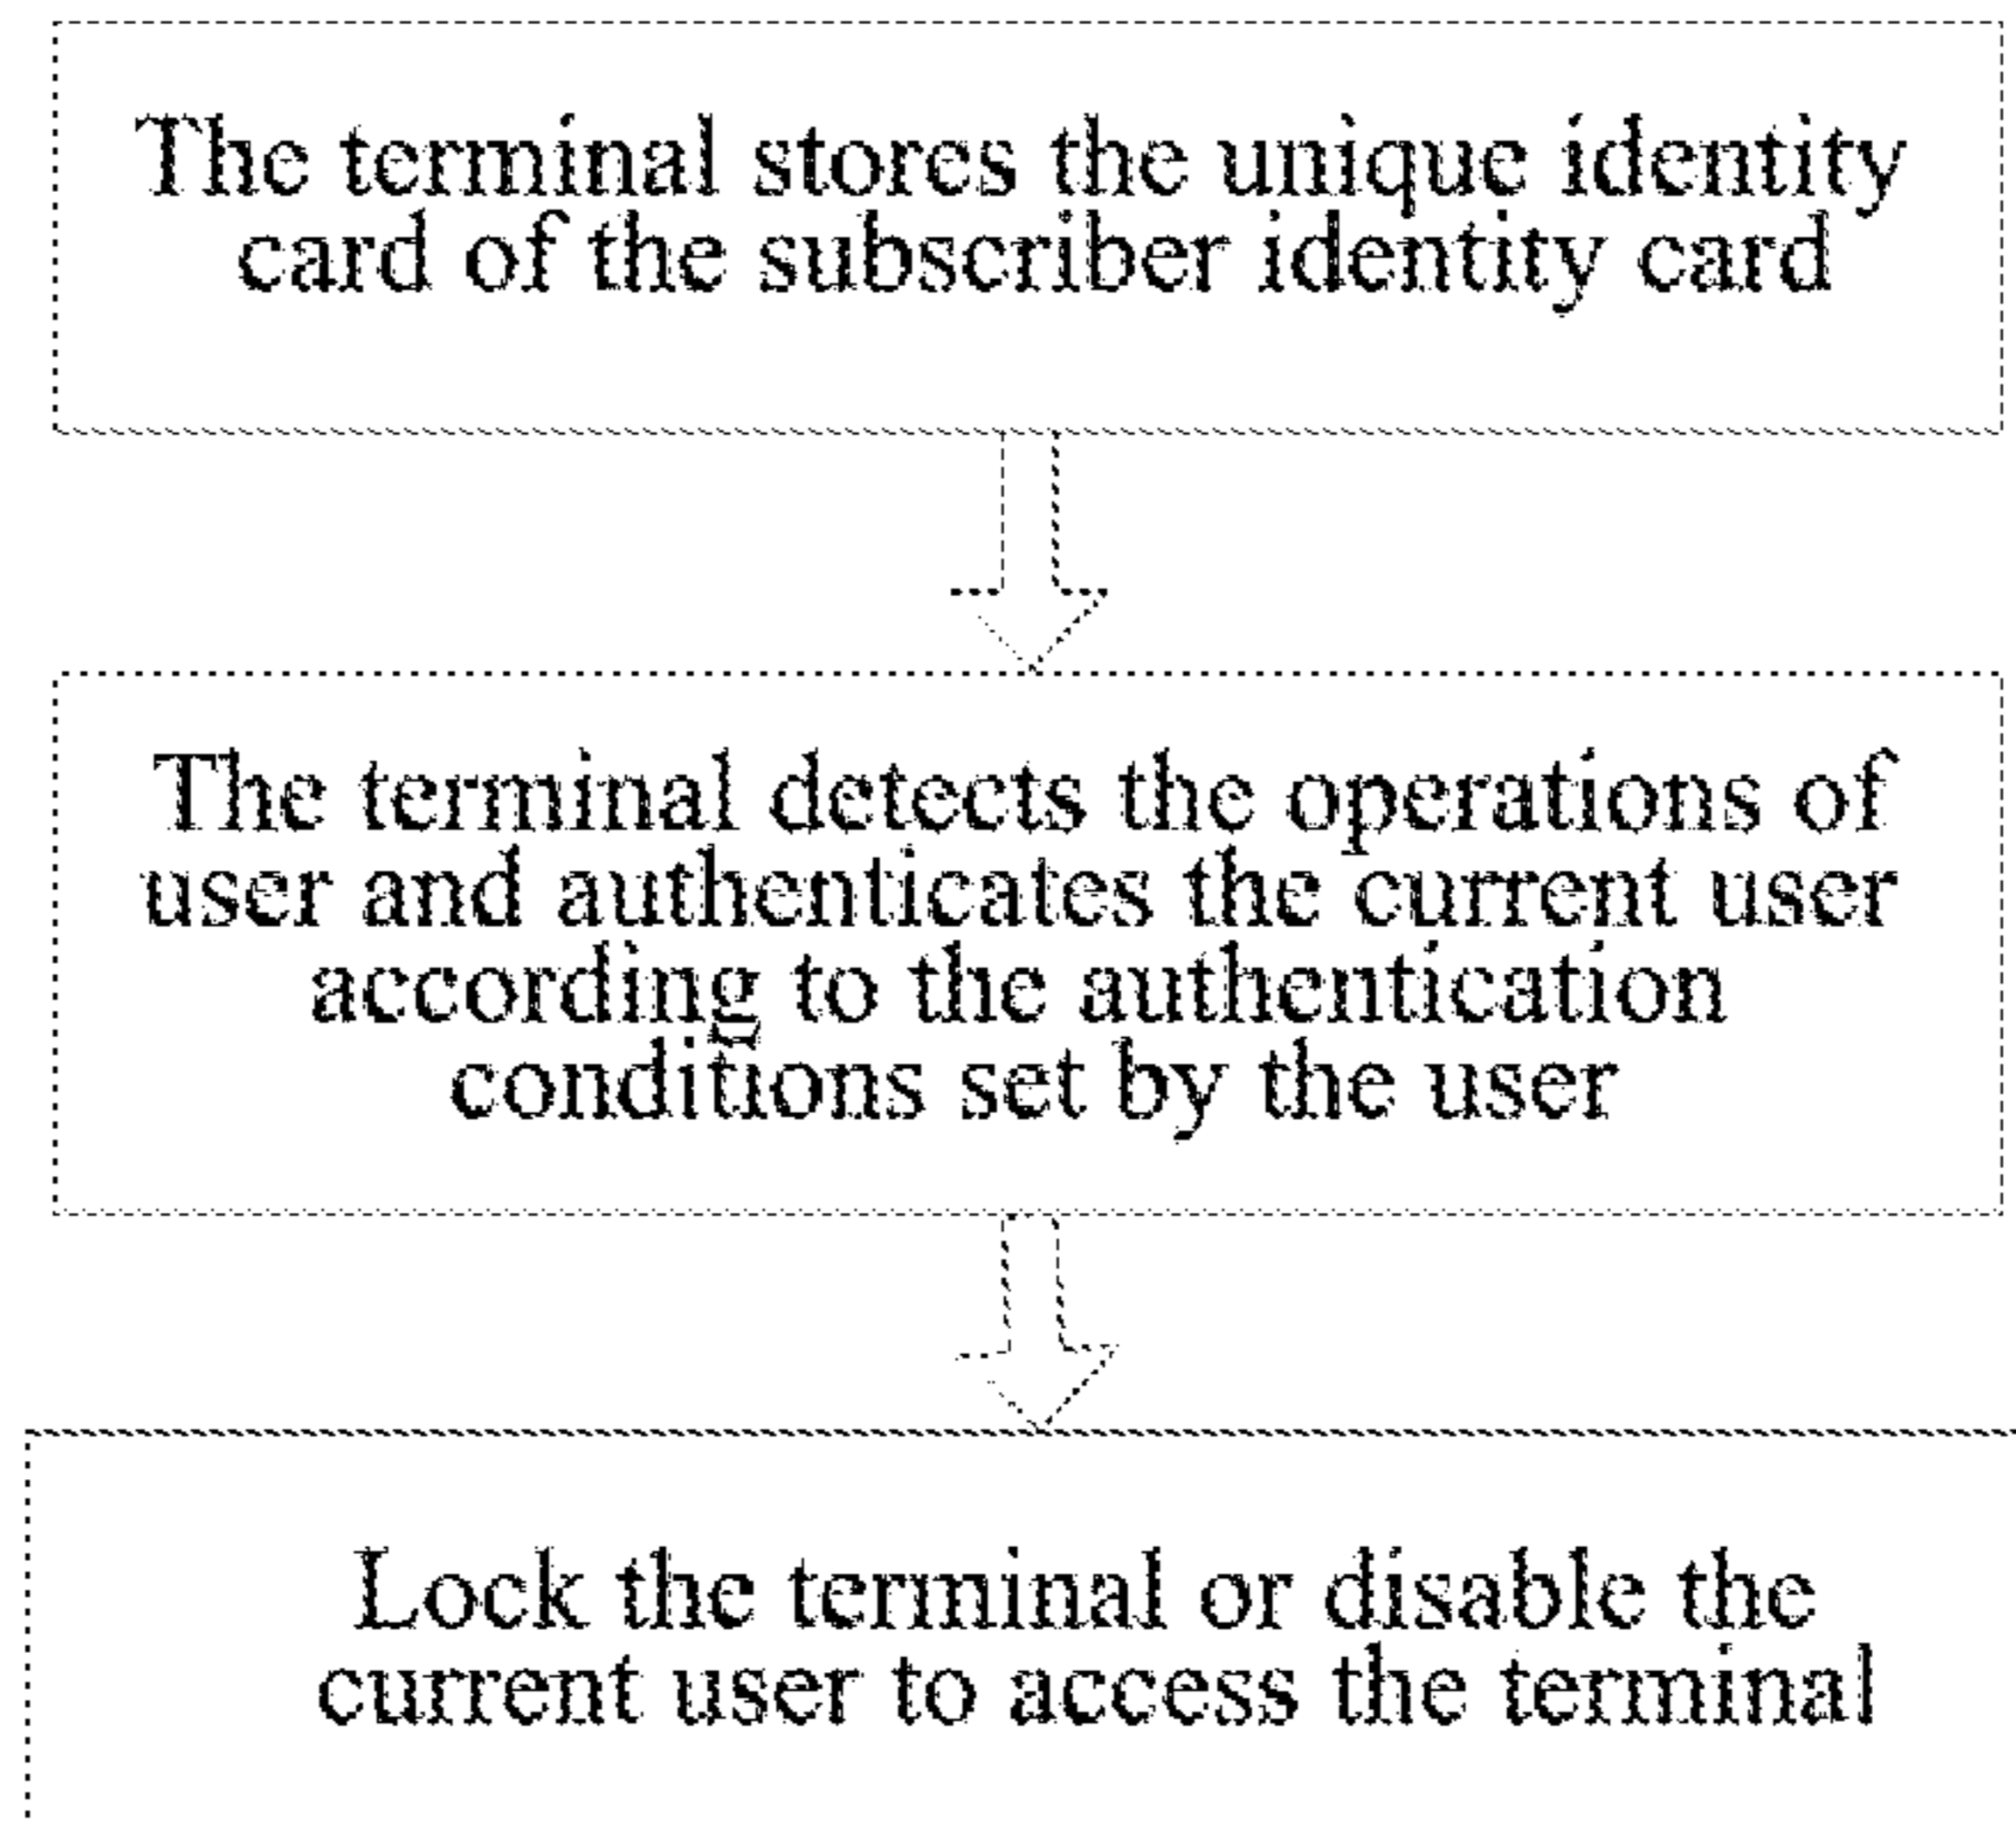 The terminal stores the unique identity
card of the subscriber identity card
The terminal detects the operations of
user and authenticates the current user
according to the authentication
conditions set by the user
Lock the terminal or disable the
current user to access the terminal